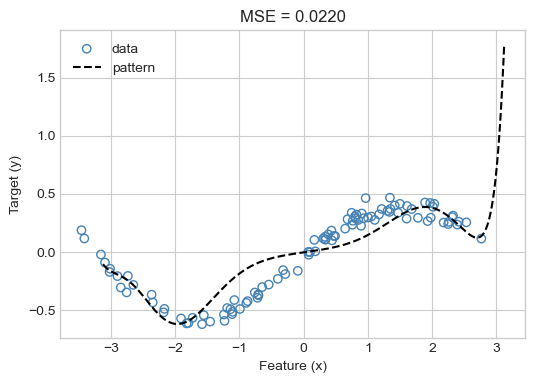 MSE = 0.0220
data
pattern
1.5
1.0
0.5
0.0
−0.5
Target (y)
−3 −2 −1 0 1 2 3
Feature (x)